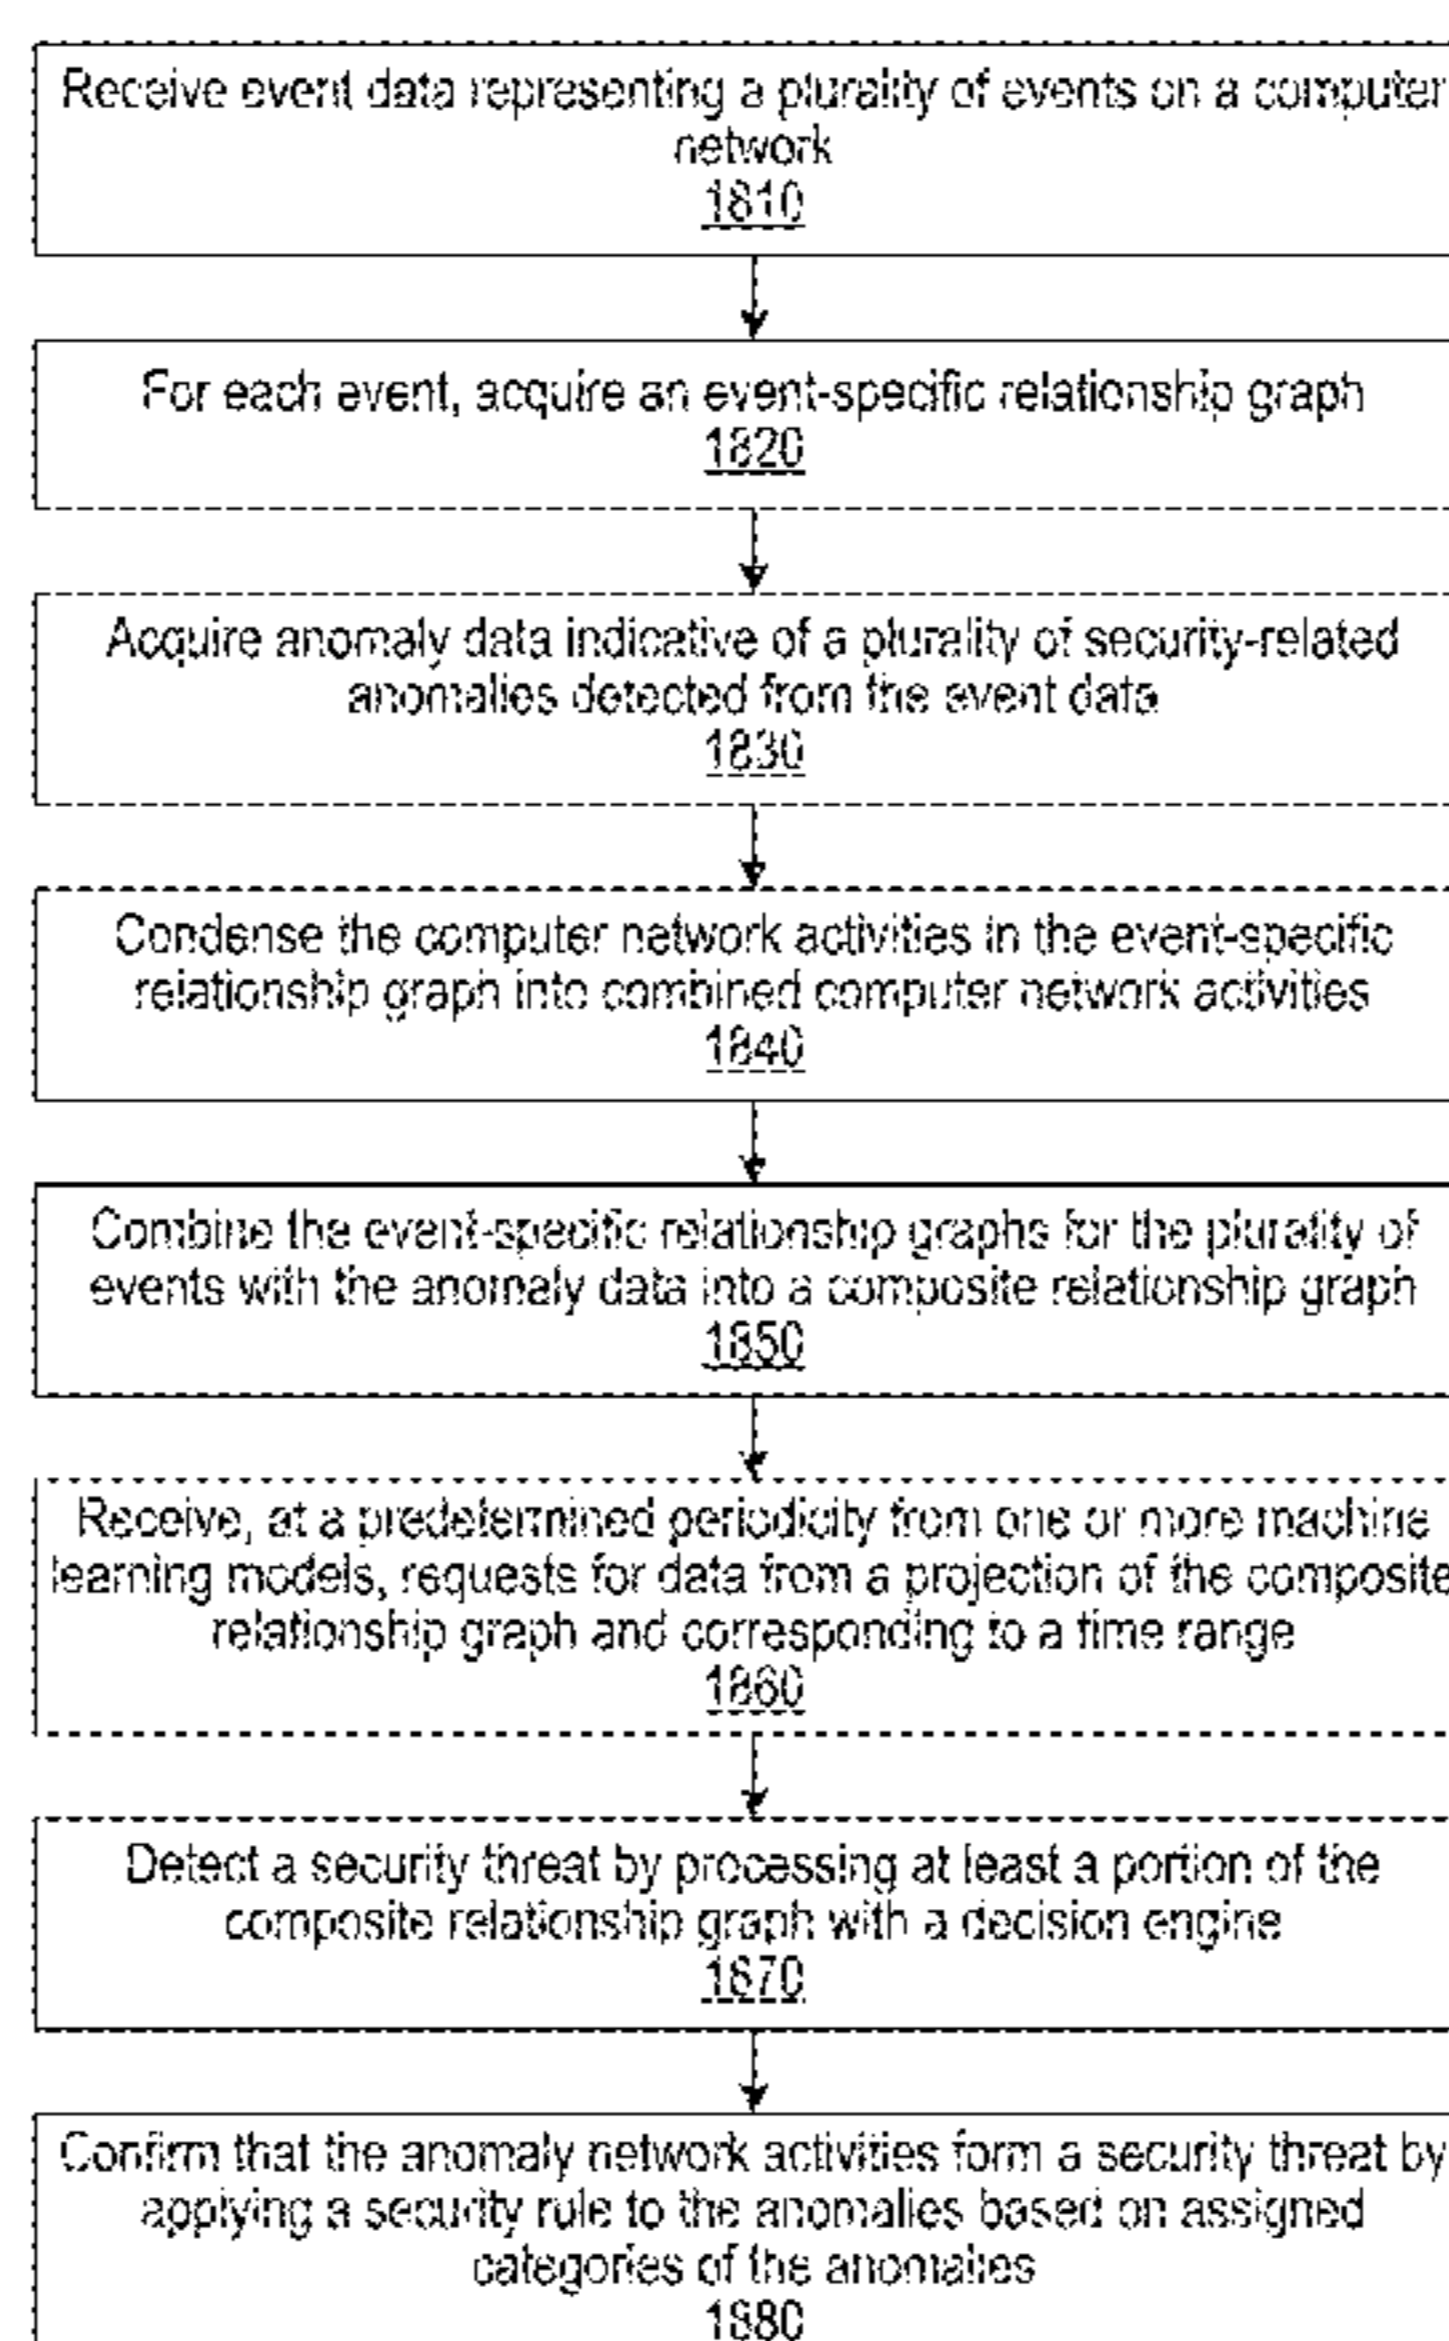 Receive event data representing a plurality of events on a computer
network
1810
For each event, acquire an event-specific relationship graph
1820
Acquire anomaly data indicative of a plurality of security-related
anomalies detected from the event data
1830
Condense the computer network activities in the event-specific
relationship graph into combined computer network activities
1840
Combine the event-specific relationship graphs for the plurality of
events with the anomaly data into a composite relationship graph
1850
Receive, at a predetermined periodicity from one or more machine
learning models, requests for data from a projection of the composite
relationship graph and corresponding to a time range
1860
Detect a security threat by processing at least a portion of the
composite relationship graph with a decision engine
1870
Confirm that the anomaly network activities form a security threat by
applying a security rule to the anomalies based on assigned
categories of the anomalies
1880